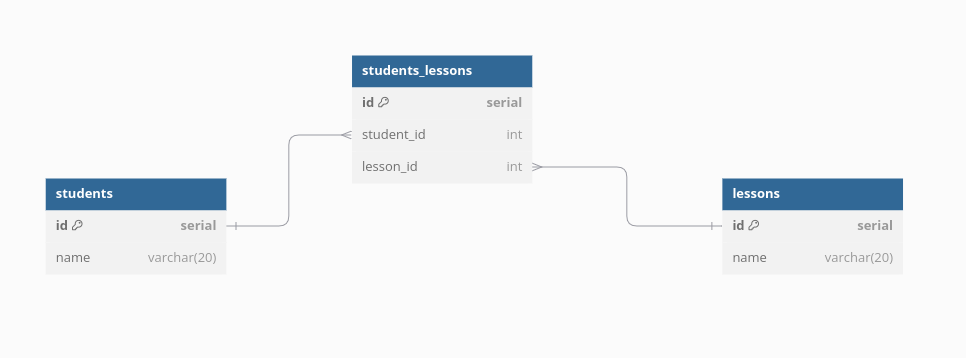 students_lessons
id serial
student_id int
lesson_id int
students
id serial
name varchar(20)
lessons
id serial
name varchar(20)